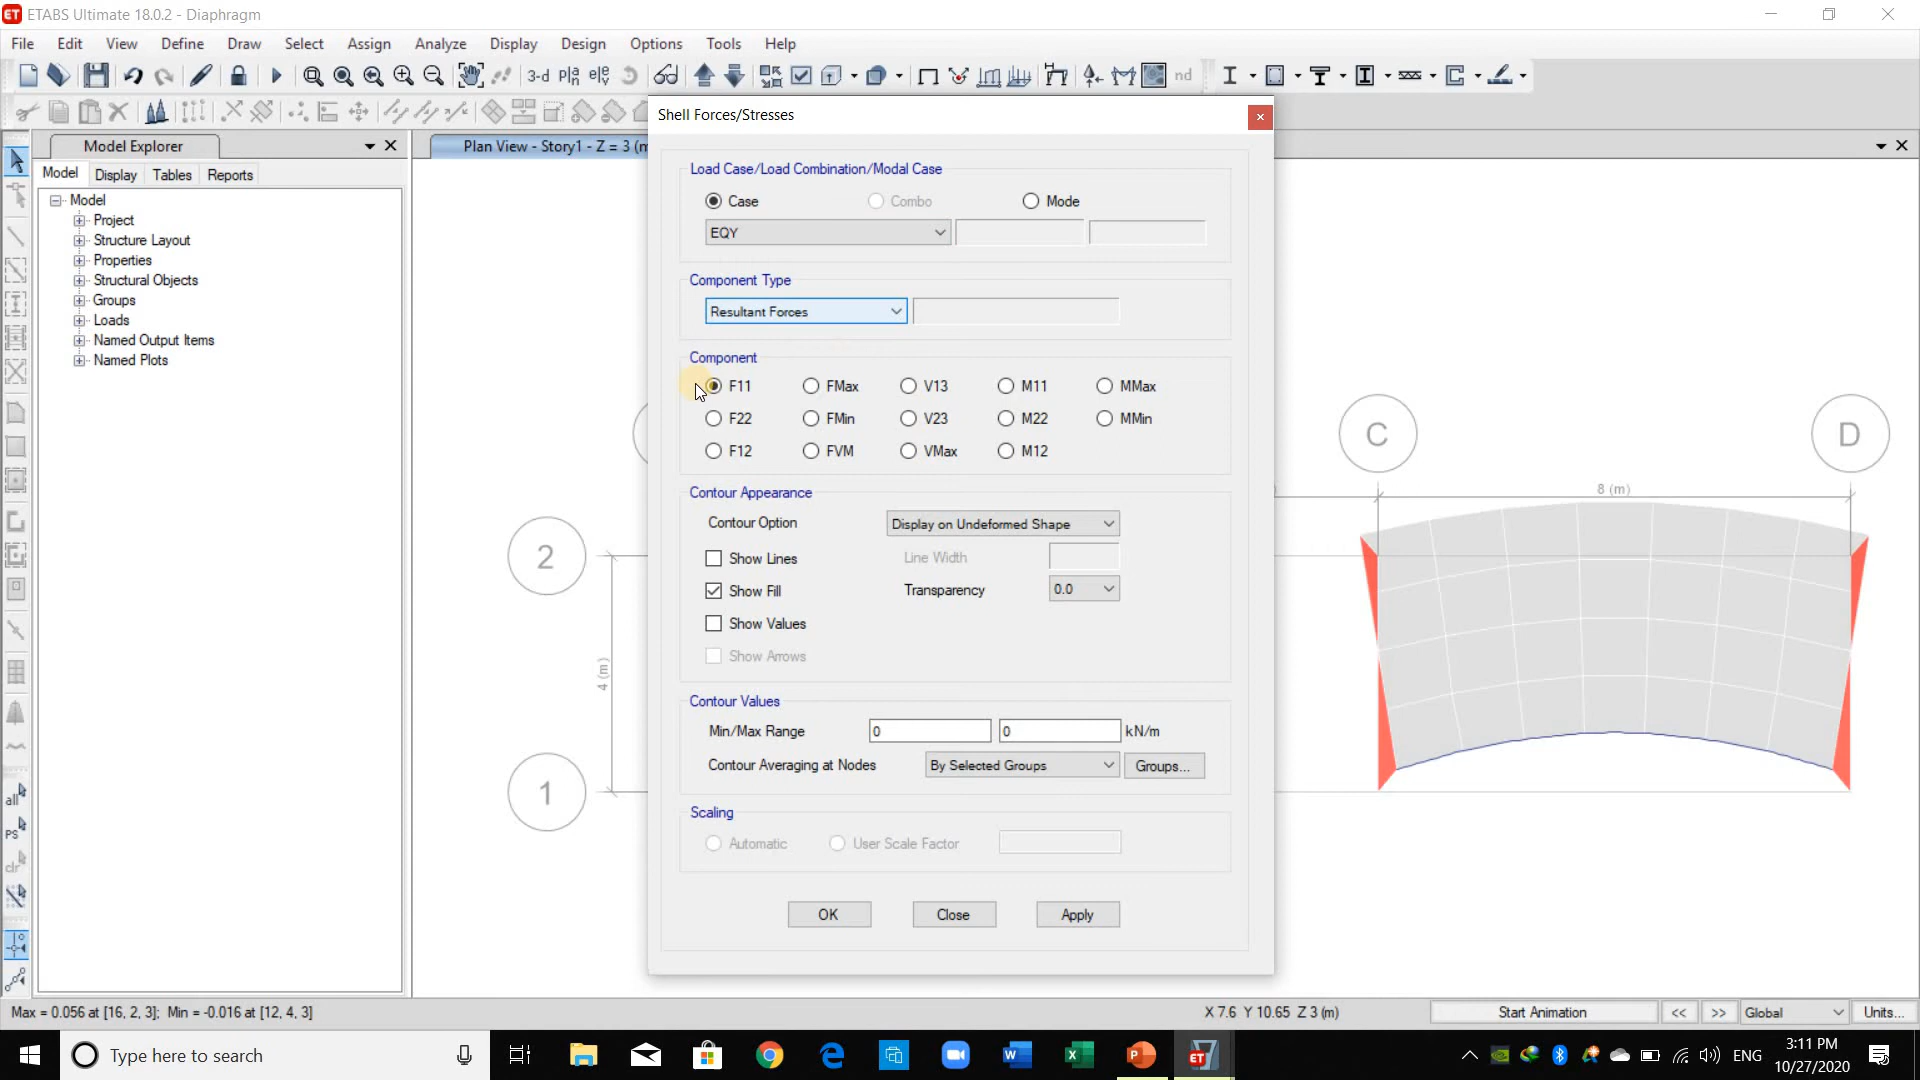 ETABS Ultimate 18.0.2 - Diaphragm
File Edit View Define Draw Select Assign Analyze Display Design Options Tools Help
3-d
nd
Model Explorer
Plan View - Story1 - Z = 3 (m
Model Display Tables Reports
Model
Project
Structure Layout
Properties
Structural Objects
Groups
Loads
Named Output Items
Named Plots
Shell Forces/Stresses
Load Case/Load Combination/Modal Case
Case Combo Mode
EQY
Component Type
Resultant Forces
Component
F11 FMax V13 M11 MMax
F22 FMin V23 M22 MMin
F12 FVM VMax M12
Contour Appearance
Contour Option Display on Undeformed Shape
Show Lines Line Width
Show Fill Transparency 0.0
Show Values
Show Arrows
Contour Values
Min/Max Range 0 0 kN/m
Contour Averaging at Nodes By Selected Groups Groups...
Scaling
Automatic User Scale Factor
OK Close Apply
2
1
4 (m)
C
D
8 (m)
all
PS
clr
Max = 0.056 at [16, 2, 3]; Min = -0.016 at [12, 4, 3]
X 7.6 Y 10.65 Z 3 (m)
Start Animation << >> Global Units...
Type here to search
ENG
3:11 PM
10/27/2020